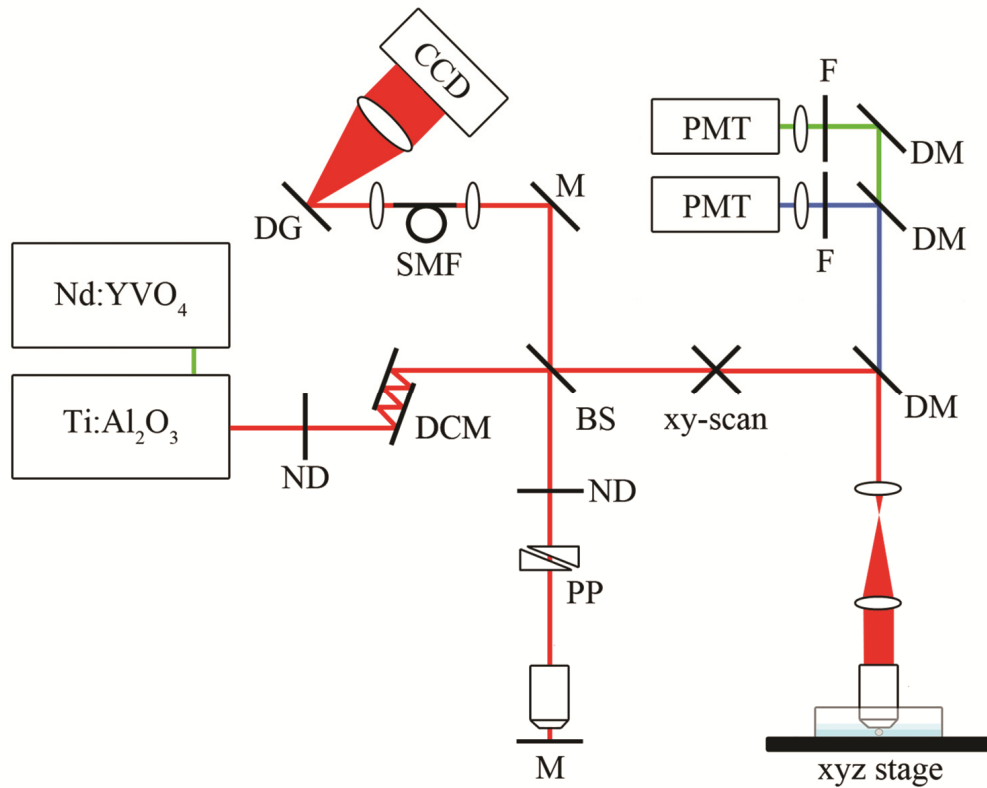 CCD
F
PMT
DM
M
PMT
DG
SMF
F
DM
Nd:YVO₄
Ti:Al₂O₃
DCM
BS
xy-scan
DM
ND
ND
PP
M
xyz stage